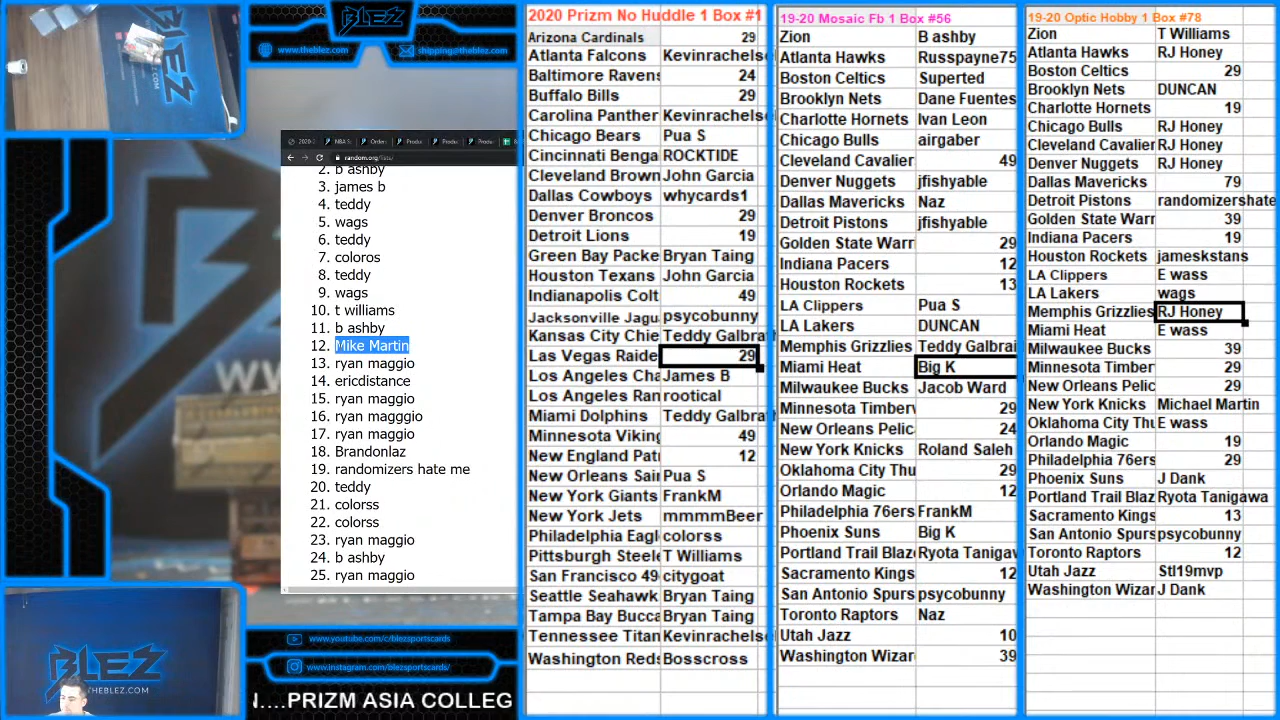 BLEZ
www.theblez.com
shipping@theblez.com
random.org/lists/
2. b ashby
3. james b
4. teddy
5. wags
6. teddy
7. coloros
8. teddy
9. wags
10. t williams
11. b ashby
12. Mike Martin
13. ryan maggio
14. ericdistance
15. ryan maggio
16. ryan magggio
17. ryan maggio
18. Brandonlaz
19. randomizers hate me
20. teddy
21. colorss
22. colorss
23. ryan maggio
24. b ashby
25. ryan maggio
BLEZ
THEBLEZ.COM
www.youtube.com/c/blezsportscards
www.instagram.com/blezsportscards/
N....PRIZM ASIA COLLEG
2020 Prizm No Huddle 1 Box #1
Arizona Cardinals 29
Atlanta Falcons Kevinrachelse
Baltimore Ravens 24
Buffalo Bills 29
Carolina Panther Kevinrachelse
Chicago Bears Pua S
Cincinnati Benga ROCKTIDE
Cleveland Brown John Garcia
Dallas Cowboys whycards1
Denver Broncos 29
Detroit Lions 19
Green Bay Packe Bryan Taing
Houston Texans John Garcia
Indianapolis Colt 49
Jacksonville Jagua psycobunny
Kansas City Chie Teddy Galbrath
Las Vegas Raide 29
Los Angeles Cha James B
Los Angeles Ran rootical
Miami Dolphins Teddy Galbrath
Minnesota Viking 49
New England Patr 12
New Orleans Sain Pua S
New York Giants FrankM
New York Jets mmmmBeer
Philadelphia Eagl colorss
Pittsburgh Steele T Williams
San Francisco 49 citygoat
Seattle Seahawk Bryan Taing
Tampa Bay Bucca Bryan Taing
Tennessee Titan Kevinrachelse
Washington Reds Bosscross
19-20 Mosaic Fb 1 Box #56
Zion B ashby
Atlanta Hawks Russpayne75
Boston Celtics Superted
Brooklyn Nets Dane Fuentes
Charlotte Hornets Ivan Leon
Chicago Bulls airgaber
Cleveland Cavalier 49
Denver Nuggets jfishyable
Dallas Mavericks Naz
Detroit Pistons jfishyable
Golden State Warri 29
Indiana Pacers 12
Houston Rockets 13
LA Clippers Pua S
LA Lakers DUNCAN
Memphis Grizzlies Teddy Galbrai
Miami Heat Big K
Milwaukee Bucks Jacob Ward
Minnesota Timberv 29
New Orleans Pelic 24
New York Knicks Roland Saleh
Oklahoma City Thu 29
Orlando Magic 12
Philadelphia 76ers FrankM
Phoenix Suns Big K
Portland Trail Blaze Ryota Tanigaw
Sacramento Kings 12
San Antonio Spurs psycobunny
Toronto Raptors Naz
Utah Jazz 10
Washington Wizar 39
19-20 Optic Hobby 1 Box #78
Zion T Williams
Atlanta Hawks RJ Honey
Boston Celtics 29
Brooklyn Nets DUNCAN
Charlotte Hornets 19
Chicago Bulls RJ Honey
Cleveland Cavalier RJ Honey
Denver Nuggets RJ Honey
Dallas Mavericks 79
Detroit Pistons randomizershate
Golden State Warr 39
Indiana Pacers 19
Houston Rockets jameskstans
LA Clippers E wass
LA Lakers wags
Memphis Grizzlies RJ Honey
Miami Heat E wass
Milwaukee Bucks 39
Minnesota Timber 29
New Orleans Pelic 29
New York Knicks Michael Martin
Oklahoma City Thu E wass
Orlando Magic 19
Philadelphia 76ers 29
Phoenix Suns J Dank
Portland Trail Blaz Ryota Tanigawa
Sacramento Kings 13
San Antonio Spurs psycobunny
Toronto Raptors 12
Utah Jazz Stl19mvp
Washington Wizar J Dank